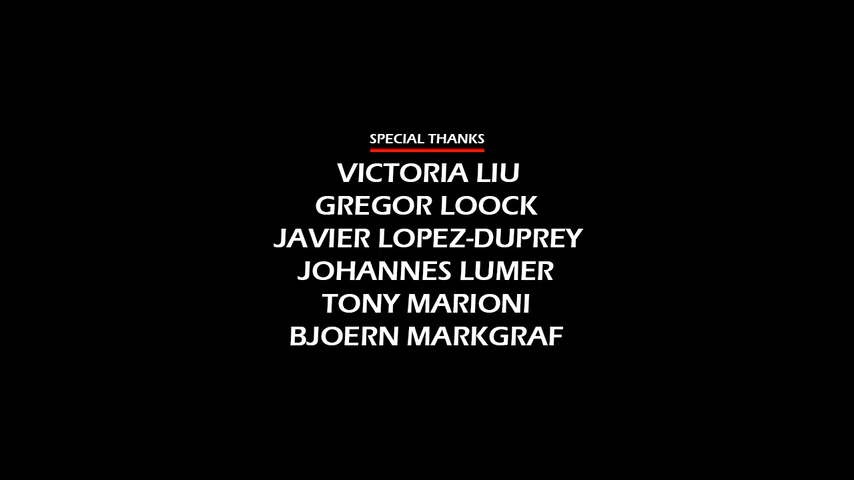 SPECIAL THANKS
VICTORIA LIU
GREGOR LOOCK
JAVIER LOPEZ-DUPREY
JOHANNES LUMER
TONY MARIONI
BJOERN MARKGRAF